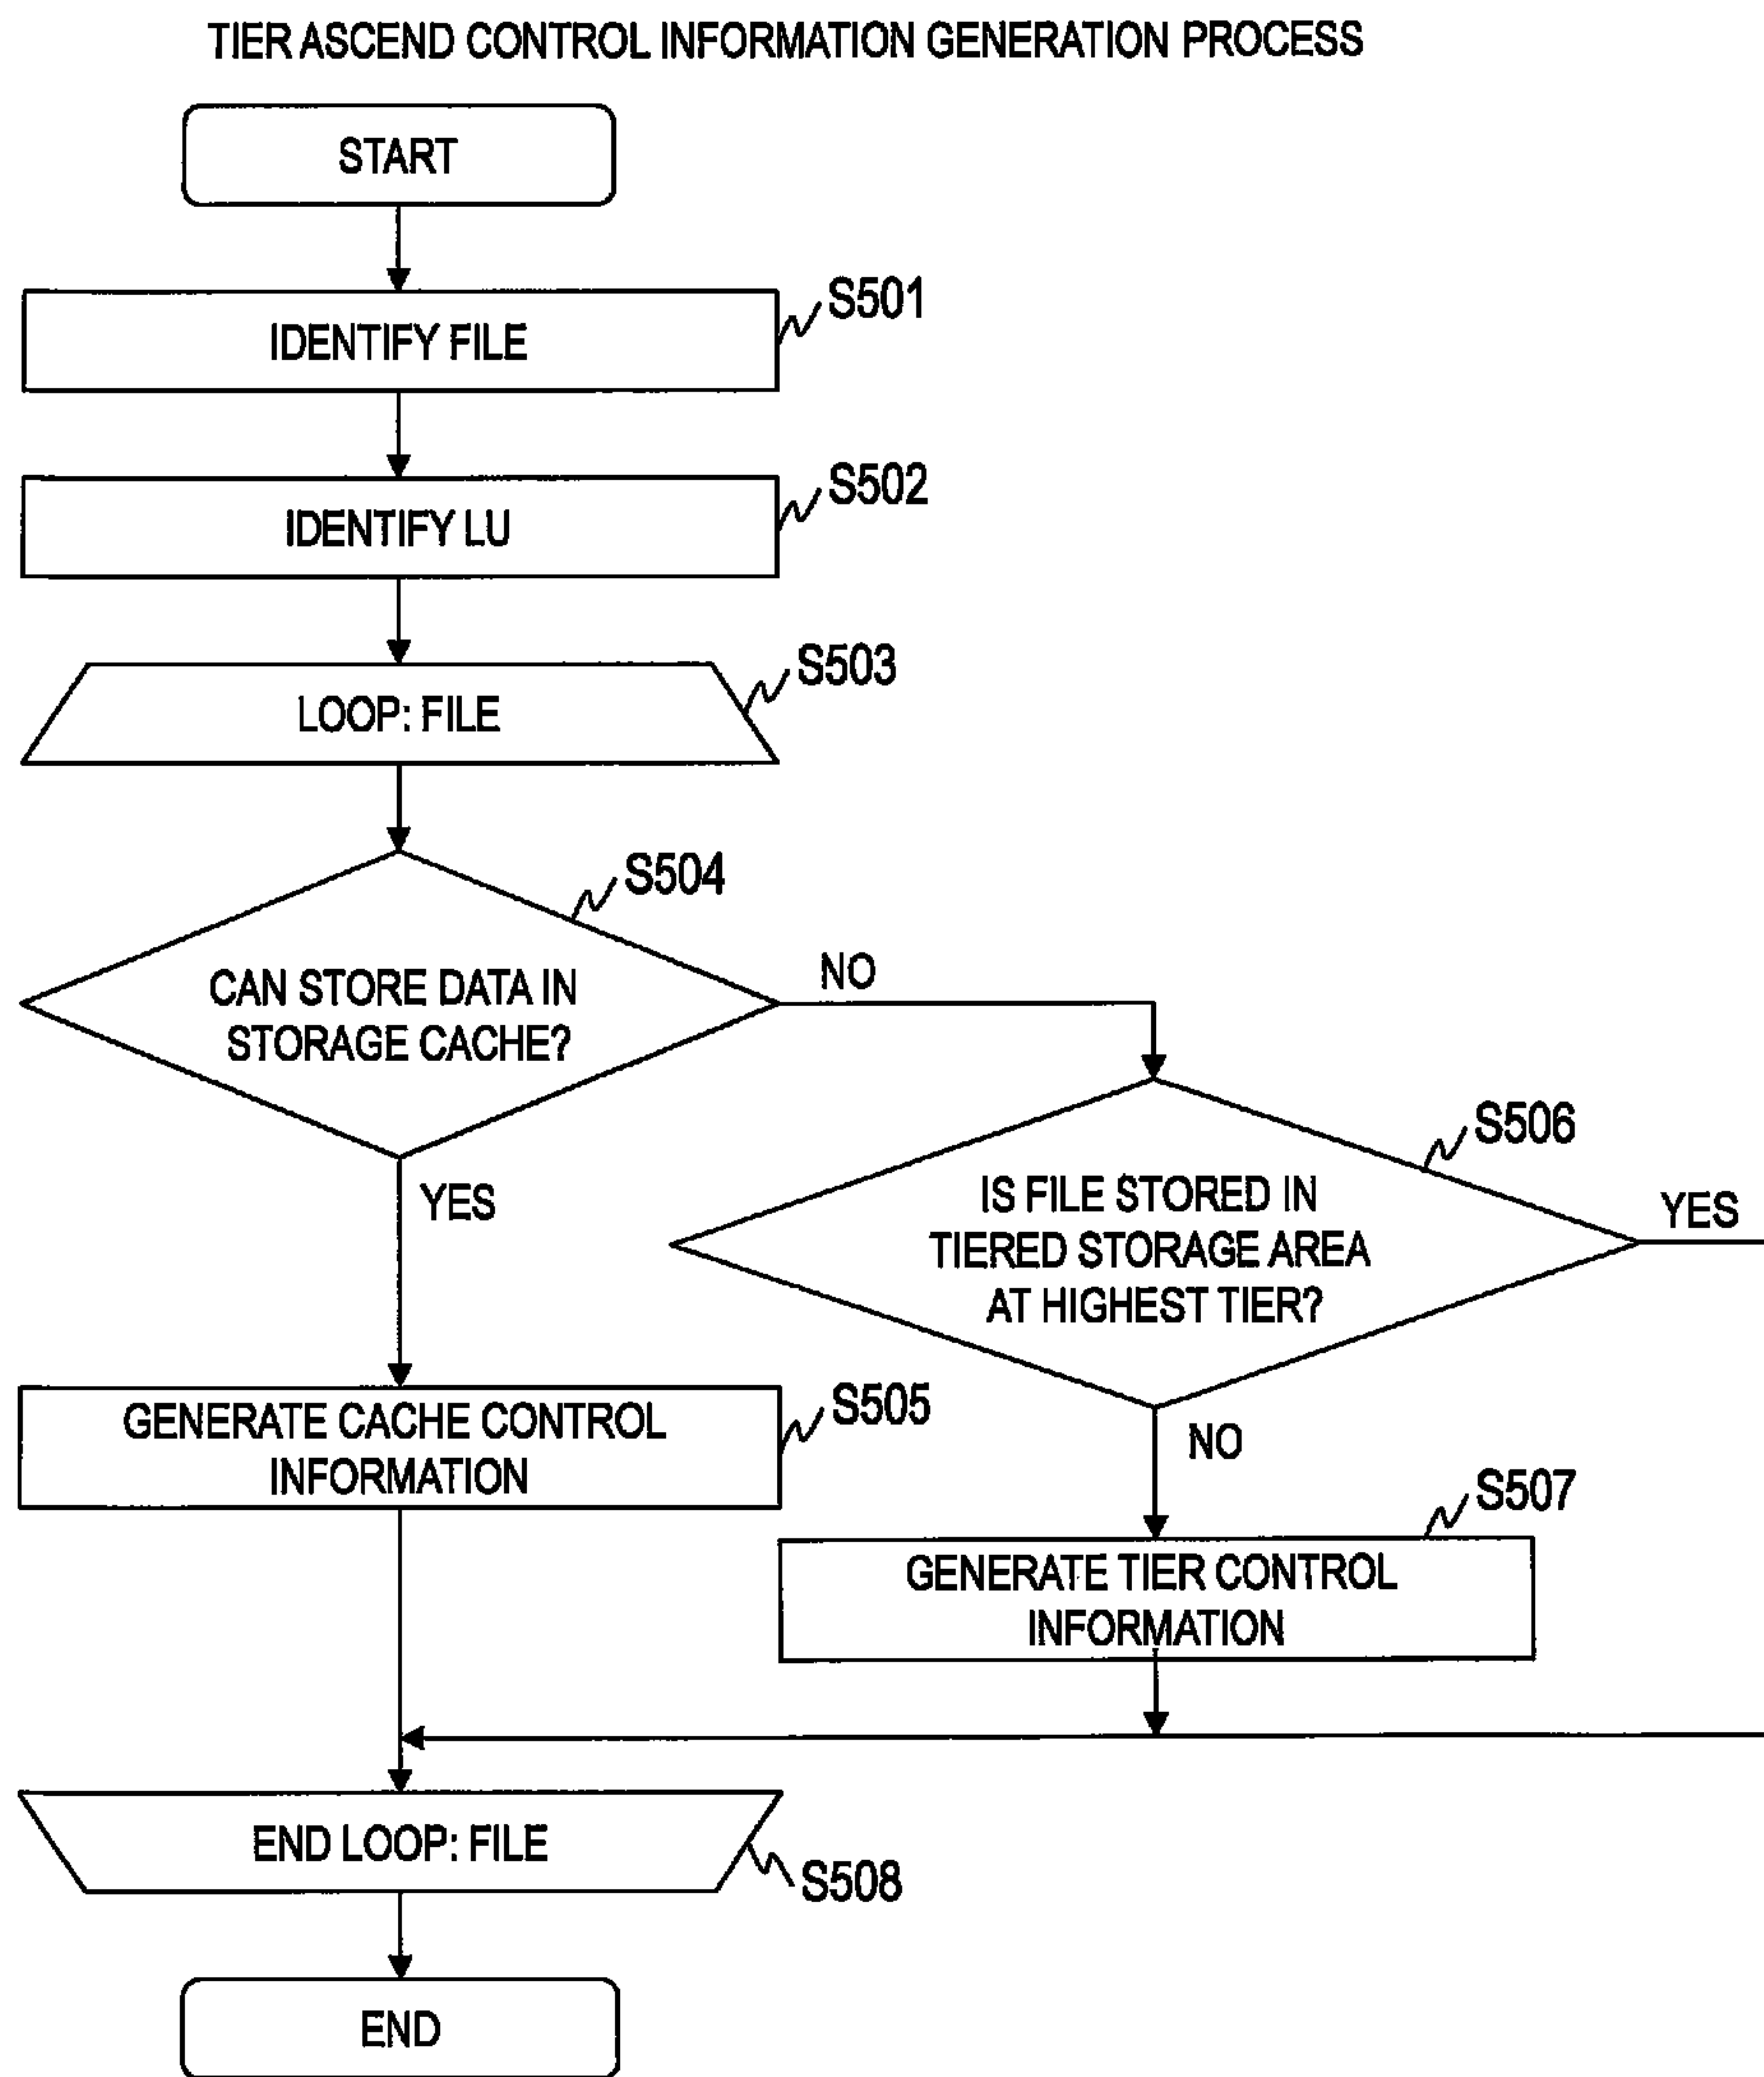 TIER ASCEND CONTROL INFORMATION GENERATION PROCESS
START
S501
IDENTIFY FILE
S502
IDENTIFY LU
S503
LOOP: FILE
S504
CAN STORE DATA IN
STORAGE CACHE?
NO
YES
S506
IS FILE STORED IN
TIERED STORAGE AREA
AT HIGHEST TIER?
YES
NO
S505
GENERATE CACHE CONTROL
INFORMATION
S507
GENERATE TIER CONTROL
INFORMATION
END LOOP: FILE
S508
END